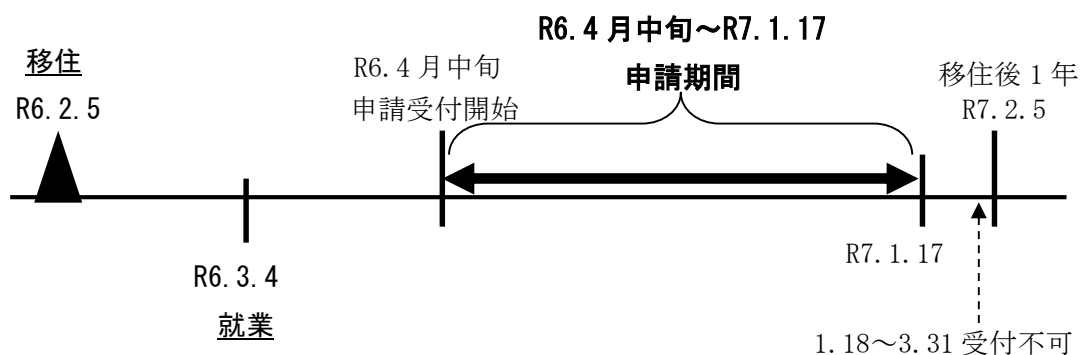 R6.4月中旬～R7.1.17
申請期間
移住
R6.2.5
R6.4月中旬
申請受付開始
移住後1年
R7.2.5
R6.3.4
就業
R7.1.17
1.18～3.31受付不可